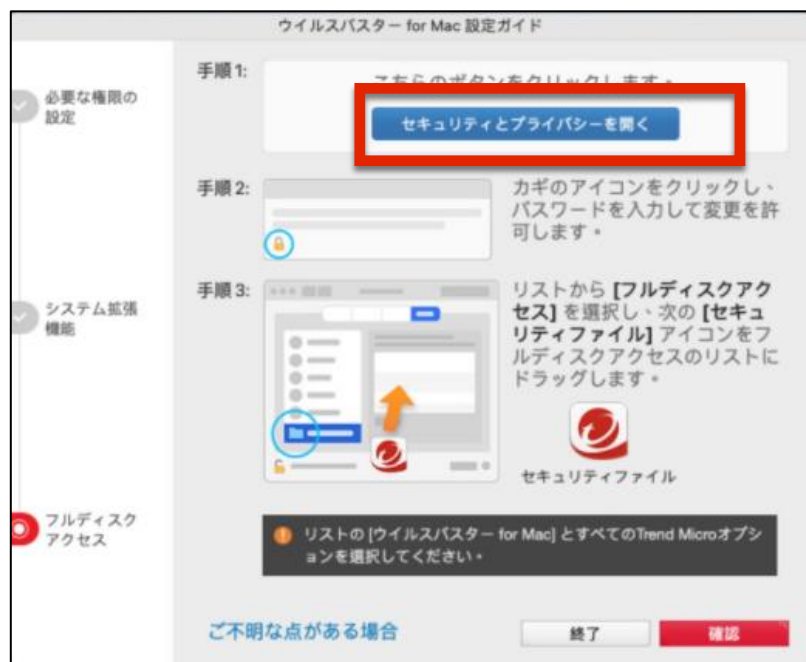 ウイルスバスター for Mac 設定ガイド
必要な権限の
設定
システム拡張
機能
フルディスク
アクセス
手順 1:
こちらのボタンをクリックします。
セキュリティとプライバシーを開く
手順 2:
カギのアイコンをクリックし、
パスワードを入力して変更を許
可します。
手順 3:
リストから [フルディスクアク
セス] を選択し、次の [セキュ
リティファイル] アイコンをフ
ルディスクアクセスのリストに
ドラッグします。
セキュリティファイル
リストの [ウイルスバスター for Mac] とすべてのTrend Microオプシ
ョンを選択してください。
ご不明な点がある場合
終了
確認